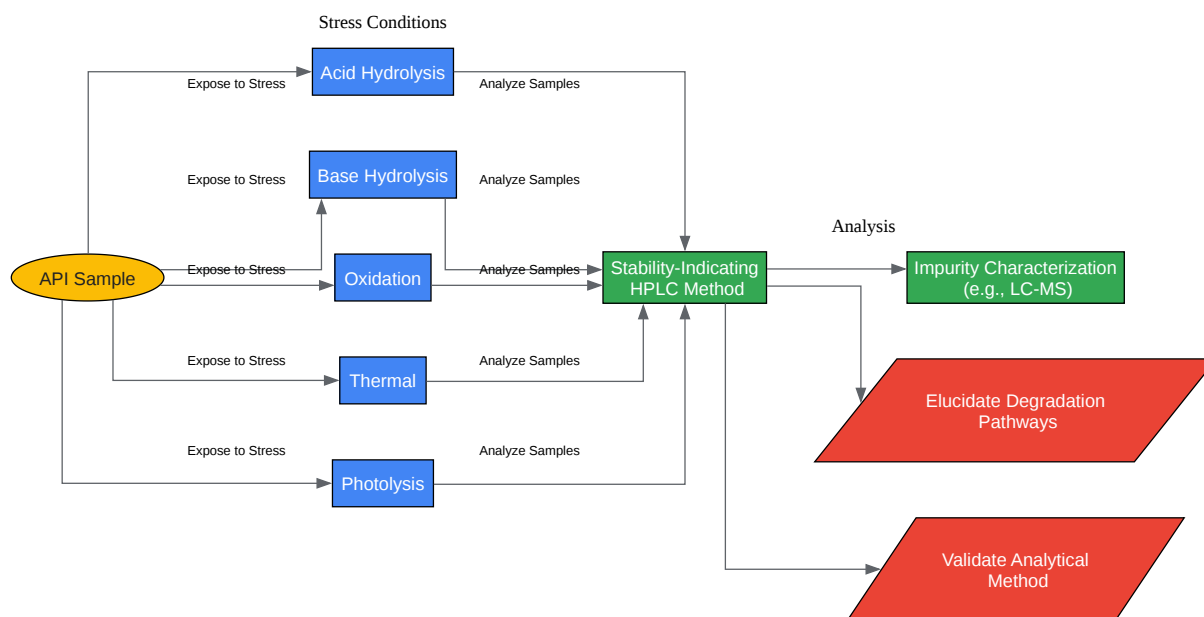 Stress Conditions
Expose to Stress
Acid Hydrolysis
Analyze Samples
Expose to Stress
Base Hydrolysis
Analyze Samples
Analysis
API Sample
Expose to Stress
Oxidation
Analyze Samples
Stability-Indicating
HPLC Method
Impurity Characterization
(e.g., LC-MS)
Expose to Stress
Thermal
Analyze Samples
Elucidate Degradation
Pathways
Expose to Stress
Photolysis
Analyze Samples
Validate Analytical
Method